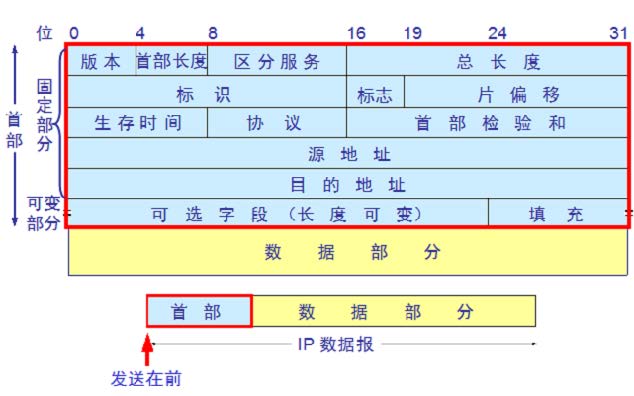 位 0 4 8 16 19 24 31
版本 首部长度 区分服务 总长度
标识 标志 片偏移
生存时间 协议 首部检验和
源地址
目的地址
可选字段（长度可变） 填充
数据部分
首部
固定部分
可变部分
首部 数据部分
IP 数据报
发送在前